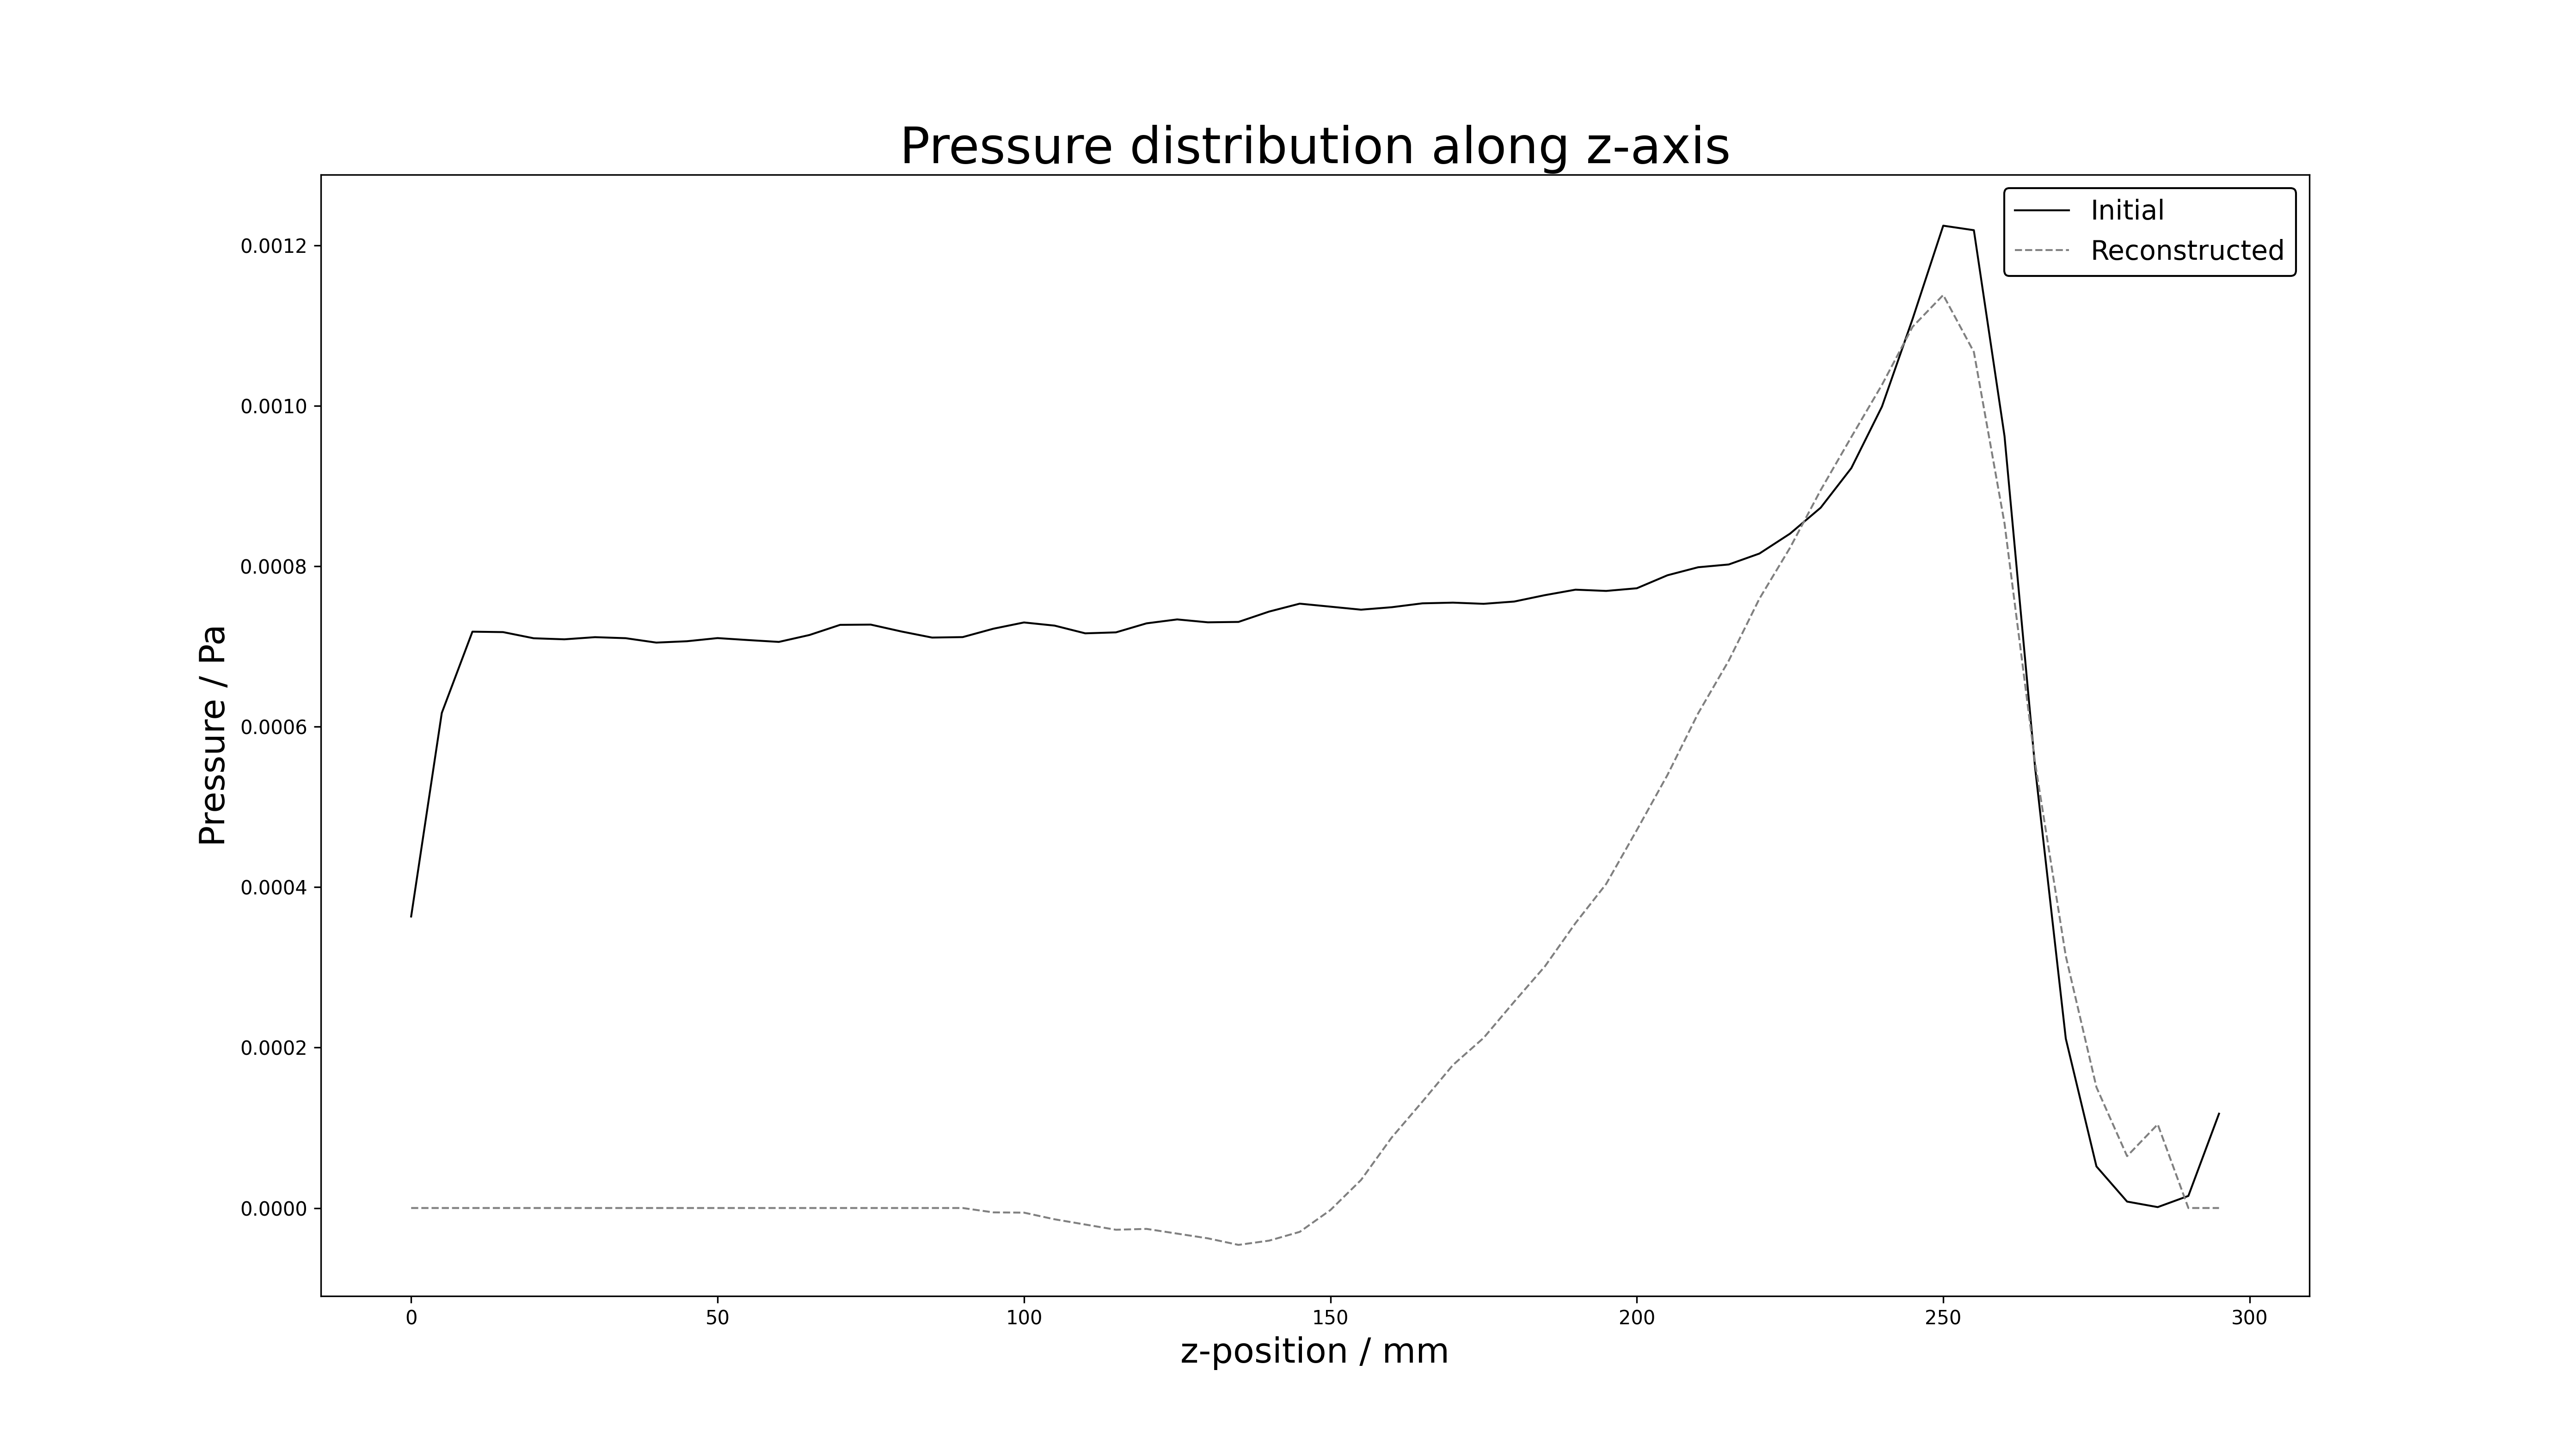 Pressure distribution along z-axis
Initial
Reconstructed
Pressure / Pa
0.0012
0.0010
0.0008
0.0006
0.0004
0.0002
0.0000
0 50 100 150 200 250 300
z-position / mm